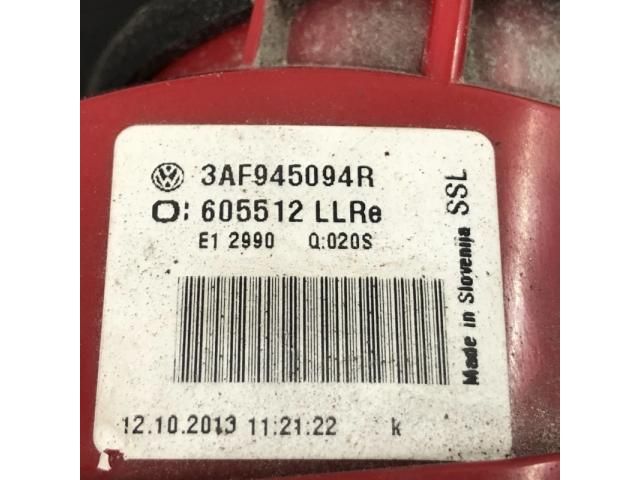 3AF945094R
O: 605512 LLRe
E1 2990 Q:020S
12.10.2013 11:21:22 k
Made in Slovenija SSL